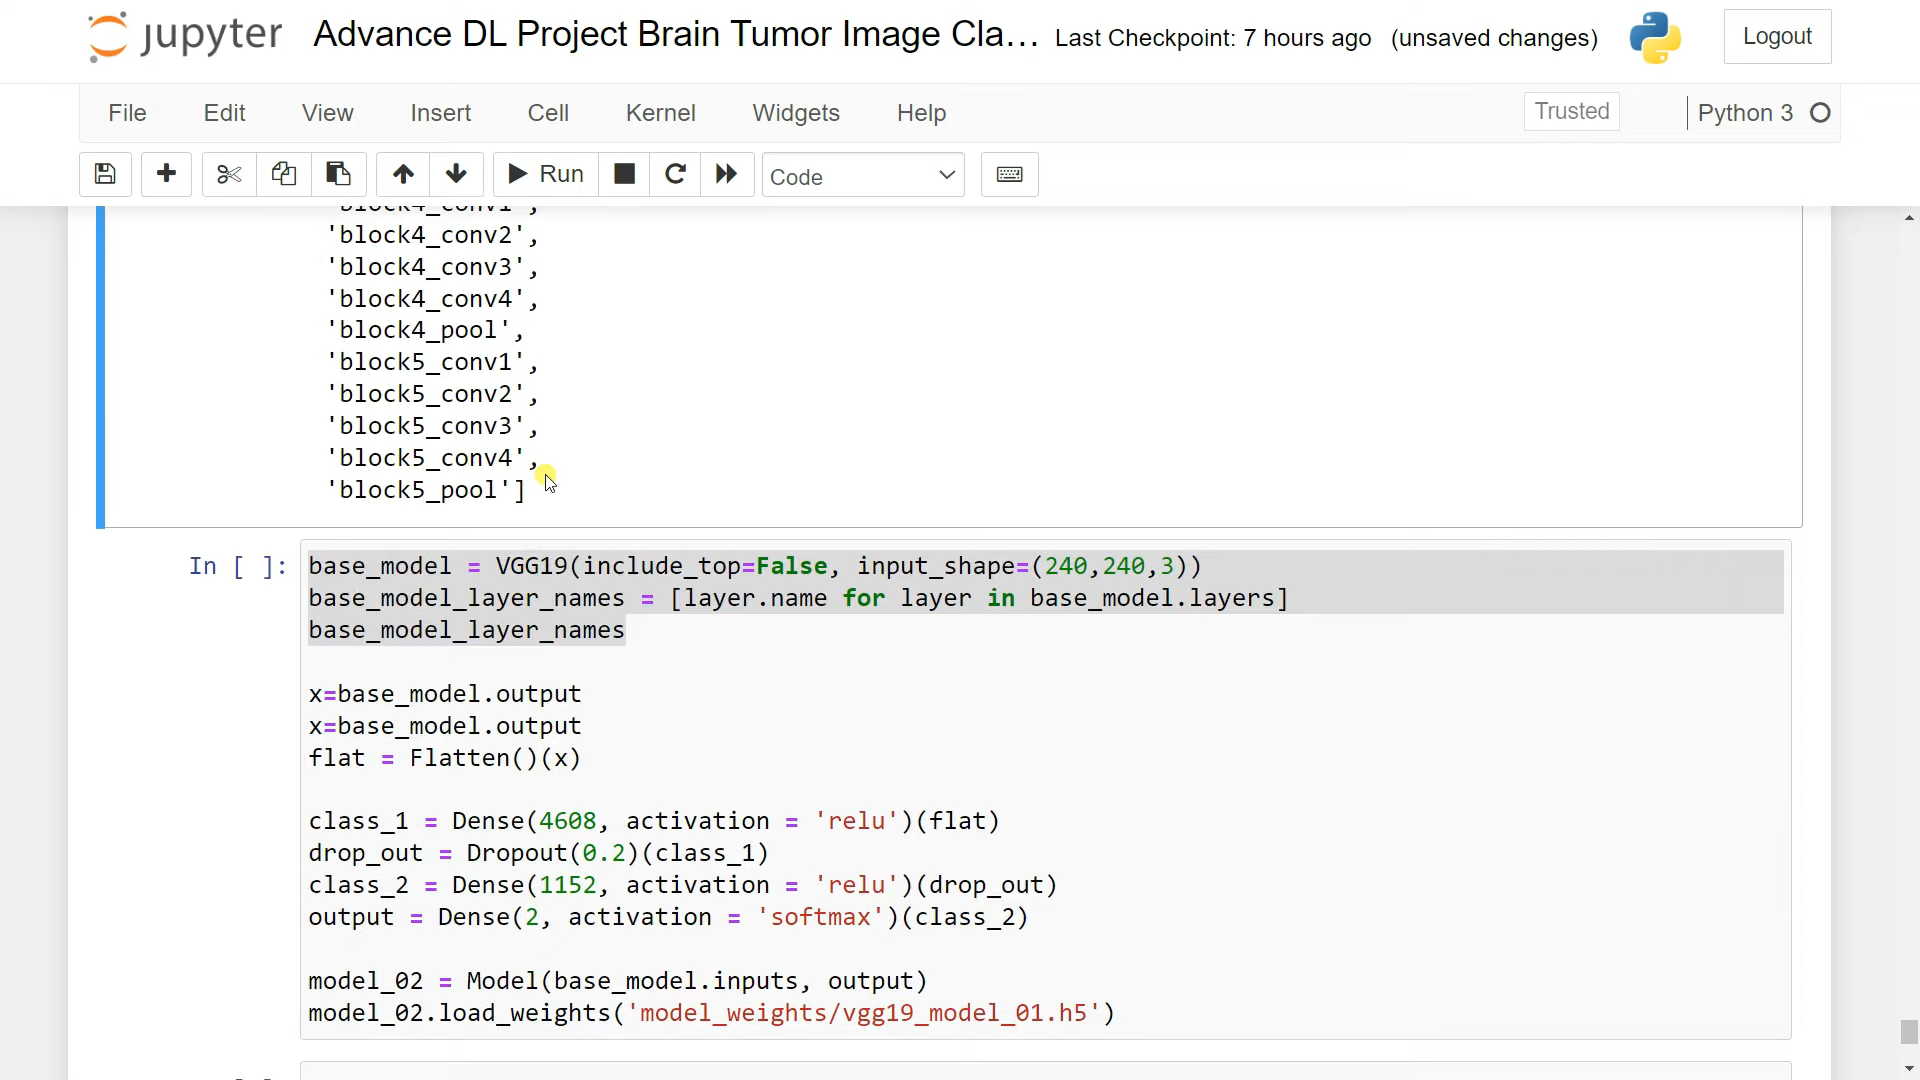 jupyter Advance DL Project Brain Tumor Image Cla... Last Checkpoint: 7 hours ago (unsaved changes) Logout
File Edit View Insert Cell Kernel Widgets Help Trusted Python 3
Run Code
'block4_conv1',
'block4_conv2',
'block4_conv3',
'block4_conv4',
'block4_pool',
'block5_conv1',
'block5_conv2',
'block5_conv3',
'block5_conv4',
'block5_pool']
In [ ]: base_model = VGG19(include_top=False, input_shape=(240,240,3))
base_model_layer_names = [layer.name for layer in base_model.layers]
base_model_layer_names
x=base_model.output
x=base_model.output
flat = Flatten()(x)
class_1 = Dense(4608, activation = 'relu')(flat)
drop_out = Dropout(0.2)(class_1)
class_2 = Dense(1152, activation = 'relu')(drop_out)
output = Dense(2, activation = 'softmax')(class_2)
model_02 = Model(base_model.inputs, output)
model_02.load_weights('model_weights/vgg19_model_01.h5')